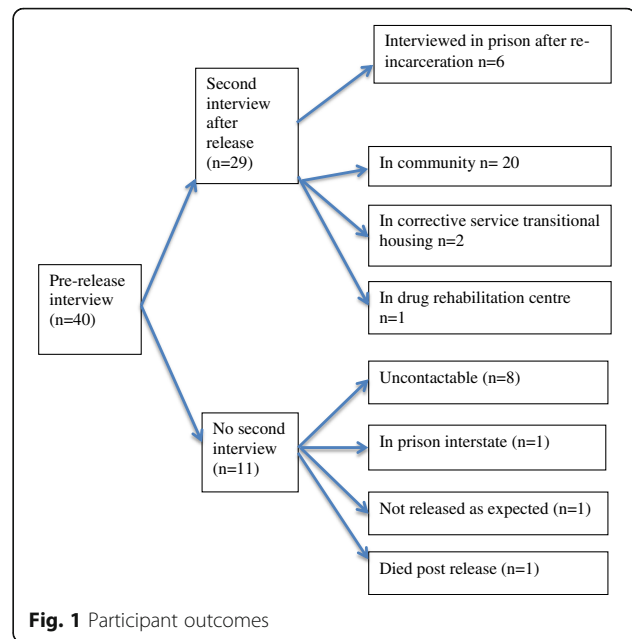 Interviewed in prison after re-
incarceration n=6
Second
interview
after
release
(n=29)
In community n= 20
In corrective service transitional
housing n=2
In drug rehabilitation centre
n=1
Pre-release
interview
(n=40)
No second
interview
(n=11)
Uncontactable (n=8)
In prison interstate (n=1)
Not released as expected (n=1)
Died post release (n=1)
Fig. 1 Participant outcomes